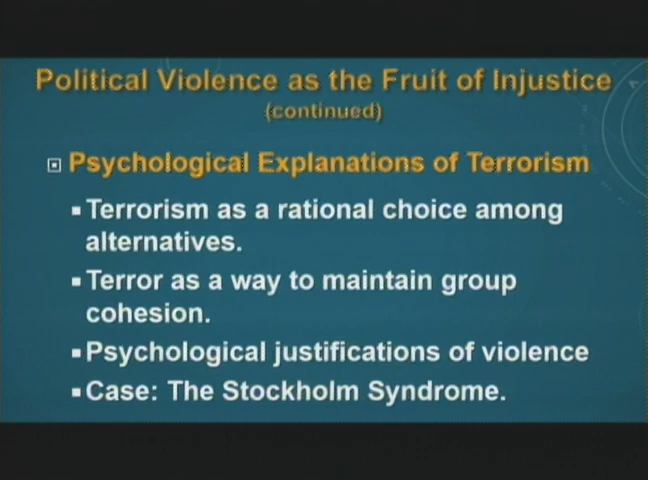 Political Violence as the Fruit of Injustice
(continued)
Psychological Explanations of Terrorism
Terrorism as a rational choice among
alternatives.
Terror as a way to maintain group
cohesion.
Psychological justifications of violence
Case: The Stockholm Syndrome.